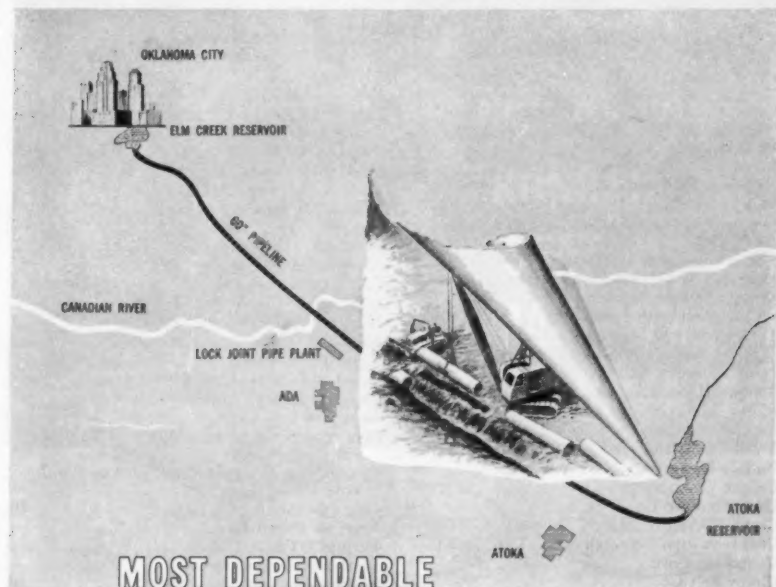 OKLAHOMA CITY
ELM CREEK RESERVOIR
60" PIPELINE
CANADIAN RIVER
LOCK JOINT PIPE PLANT
ADA
ATOKA
RESERVOIR
ATOKA
MOST DEPENDABLE